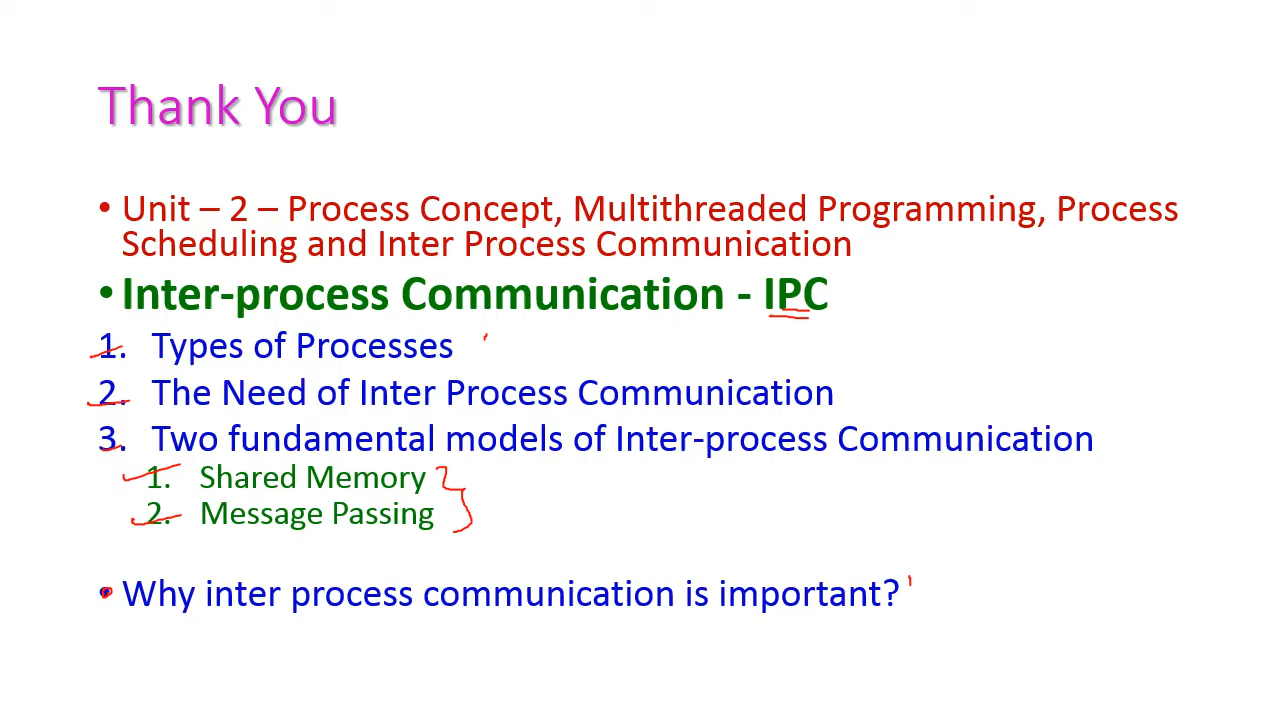 Thank You
• Unit – 2 – Process Concept, Multithreaded Programming, Process
Scheduling and Inter Process Communication
• Inter-process Communication - IPC
1. Types of Processes
2. The Need of Inter Process Communication
3. Two fundamental models of Inter-process Communication
1. Shared Memory
2. Message Passing
• Why inter process communication is important?